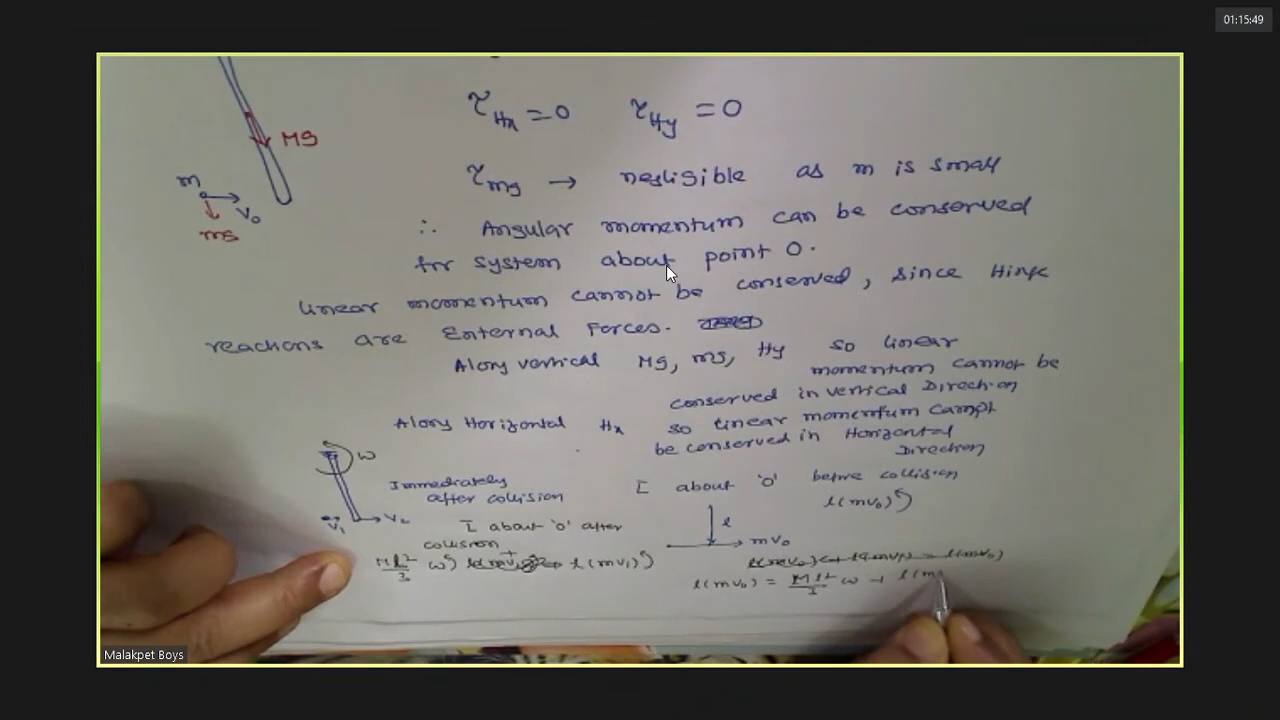 01:15:49
τHx = 0 τHy = 0
Mg
m
V₀
mg
τmg → negligible as m is small
∴ Angular momentum can be conserved
for system about point O.
Linear momentum cannot be conserved, since Hinge
reactions are External Forces.
Along vertical Mg, mg, Hy so linear
momentum cannot be
conserved in vertical Direction
Along Horizontal Hx so linear momentum cannot
be conserved in Horizontal
Direction
ω
V₁
V₂
Immediately
after collision
L about 'O' before collision
l(mv₀)
l
mv₀
L about 'O' after
collision
Ml²/3 ω + l(mv₁)
l(mv₀) = Ml²/3 ω + l(m
Malakpet Boys